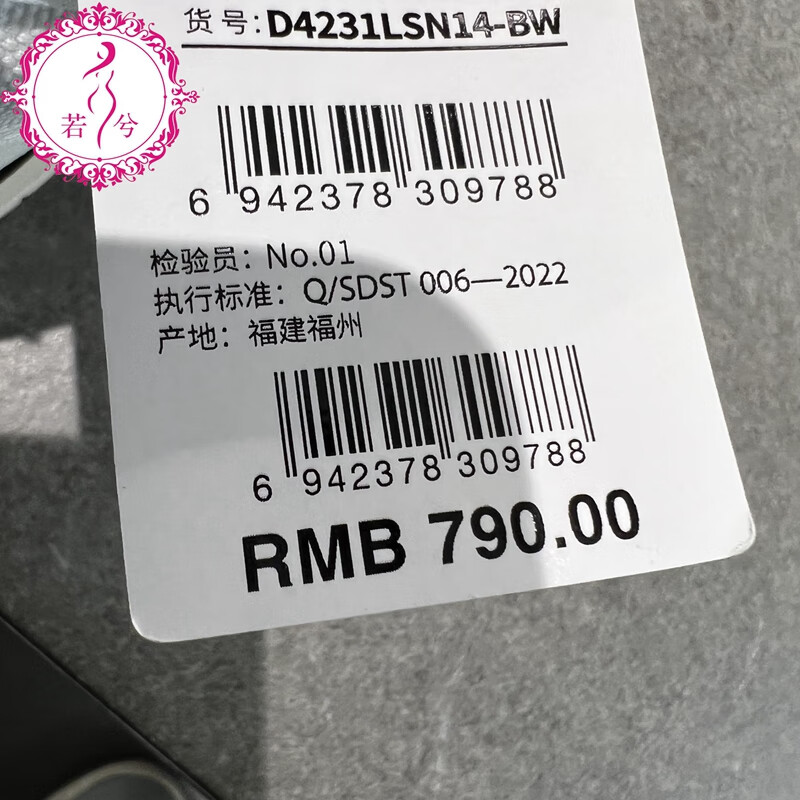 货号:D4231LSN14-BW
若兮
6 942378 309788
检验员: No.01
执行标准: Q/SDST 006—2022
产地: 福建福州
6 942378 309788
RMB 790.00